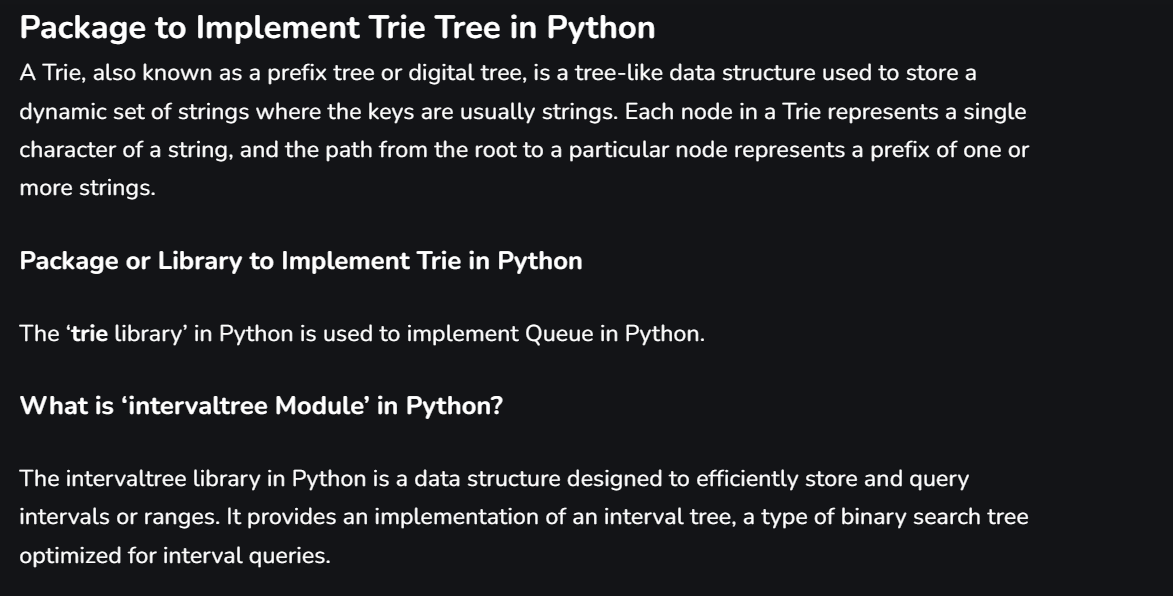 Package to Implement Trie Tree in Python
A Trie, also known as a prefix tree or digital tree, is a tree-like data structure used to store a
dynamic set of strings where the keys are usually strings. Each node in a Trie represents a single
character of a string, and the path from the root to a particular node represents a prefix of one or
more strings.
Package or Library to Implement Trie in Python
The ‘trie library’ in Python is used to implement Queue in Python.
What is ‘intervaltree Module’ in Python?
The intervaltree library in Python is a data structure designed to efficiently store and query
intervals or ranges. It provides an implementation of an interval tree, a type of binary search tree
optimized for interval queries.